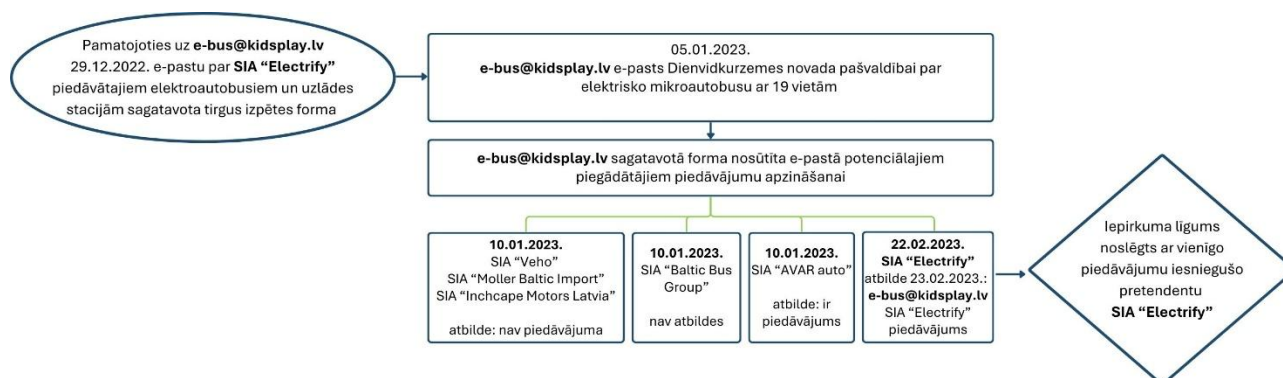 Pamatojoties uz e-bus@kidsplay.lv
29.12.2022. e-pastu par SIA “Electrify”
piedāvātajiem elektroautobusiem un uzlādes
stacijām sagatavota tirgus izpētes forma
05.01.2023.
e-bus@kidsplay.lv e-pasts Dienvidkurzemes novada pašvaldībai par
elektrisko mikroautobusu ar 19 vietām
e-bus@kidsplay.lv sagatavotā forma nosūtīta e-pastā potenciālajiem
piegādātājiem piedāvājumu apzināšanai
10.01.2023.
SIA “Veho”
SIA “Moller Baltic Import”
SIA “Inchcape Motors Latvia”
atbilde: nav piedāvājuma
10.01.2023.
SIA “Baltic Bus
Group”
nav atbildes
10.01.2023.
SIA “AVAR auto”
atbilde: ir
piedāvājums
22.02.2023.
SIA “Electrify”
atbilde 23.02.2023.:
e-bus@kidsplay.lv
SIA “Electrify”
piedāvājums
Iepirkuma līgums
noslēgts ar vienīgo
piedāvājumu iesniegušo
pretendentu
SIA “Electrify”